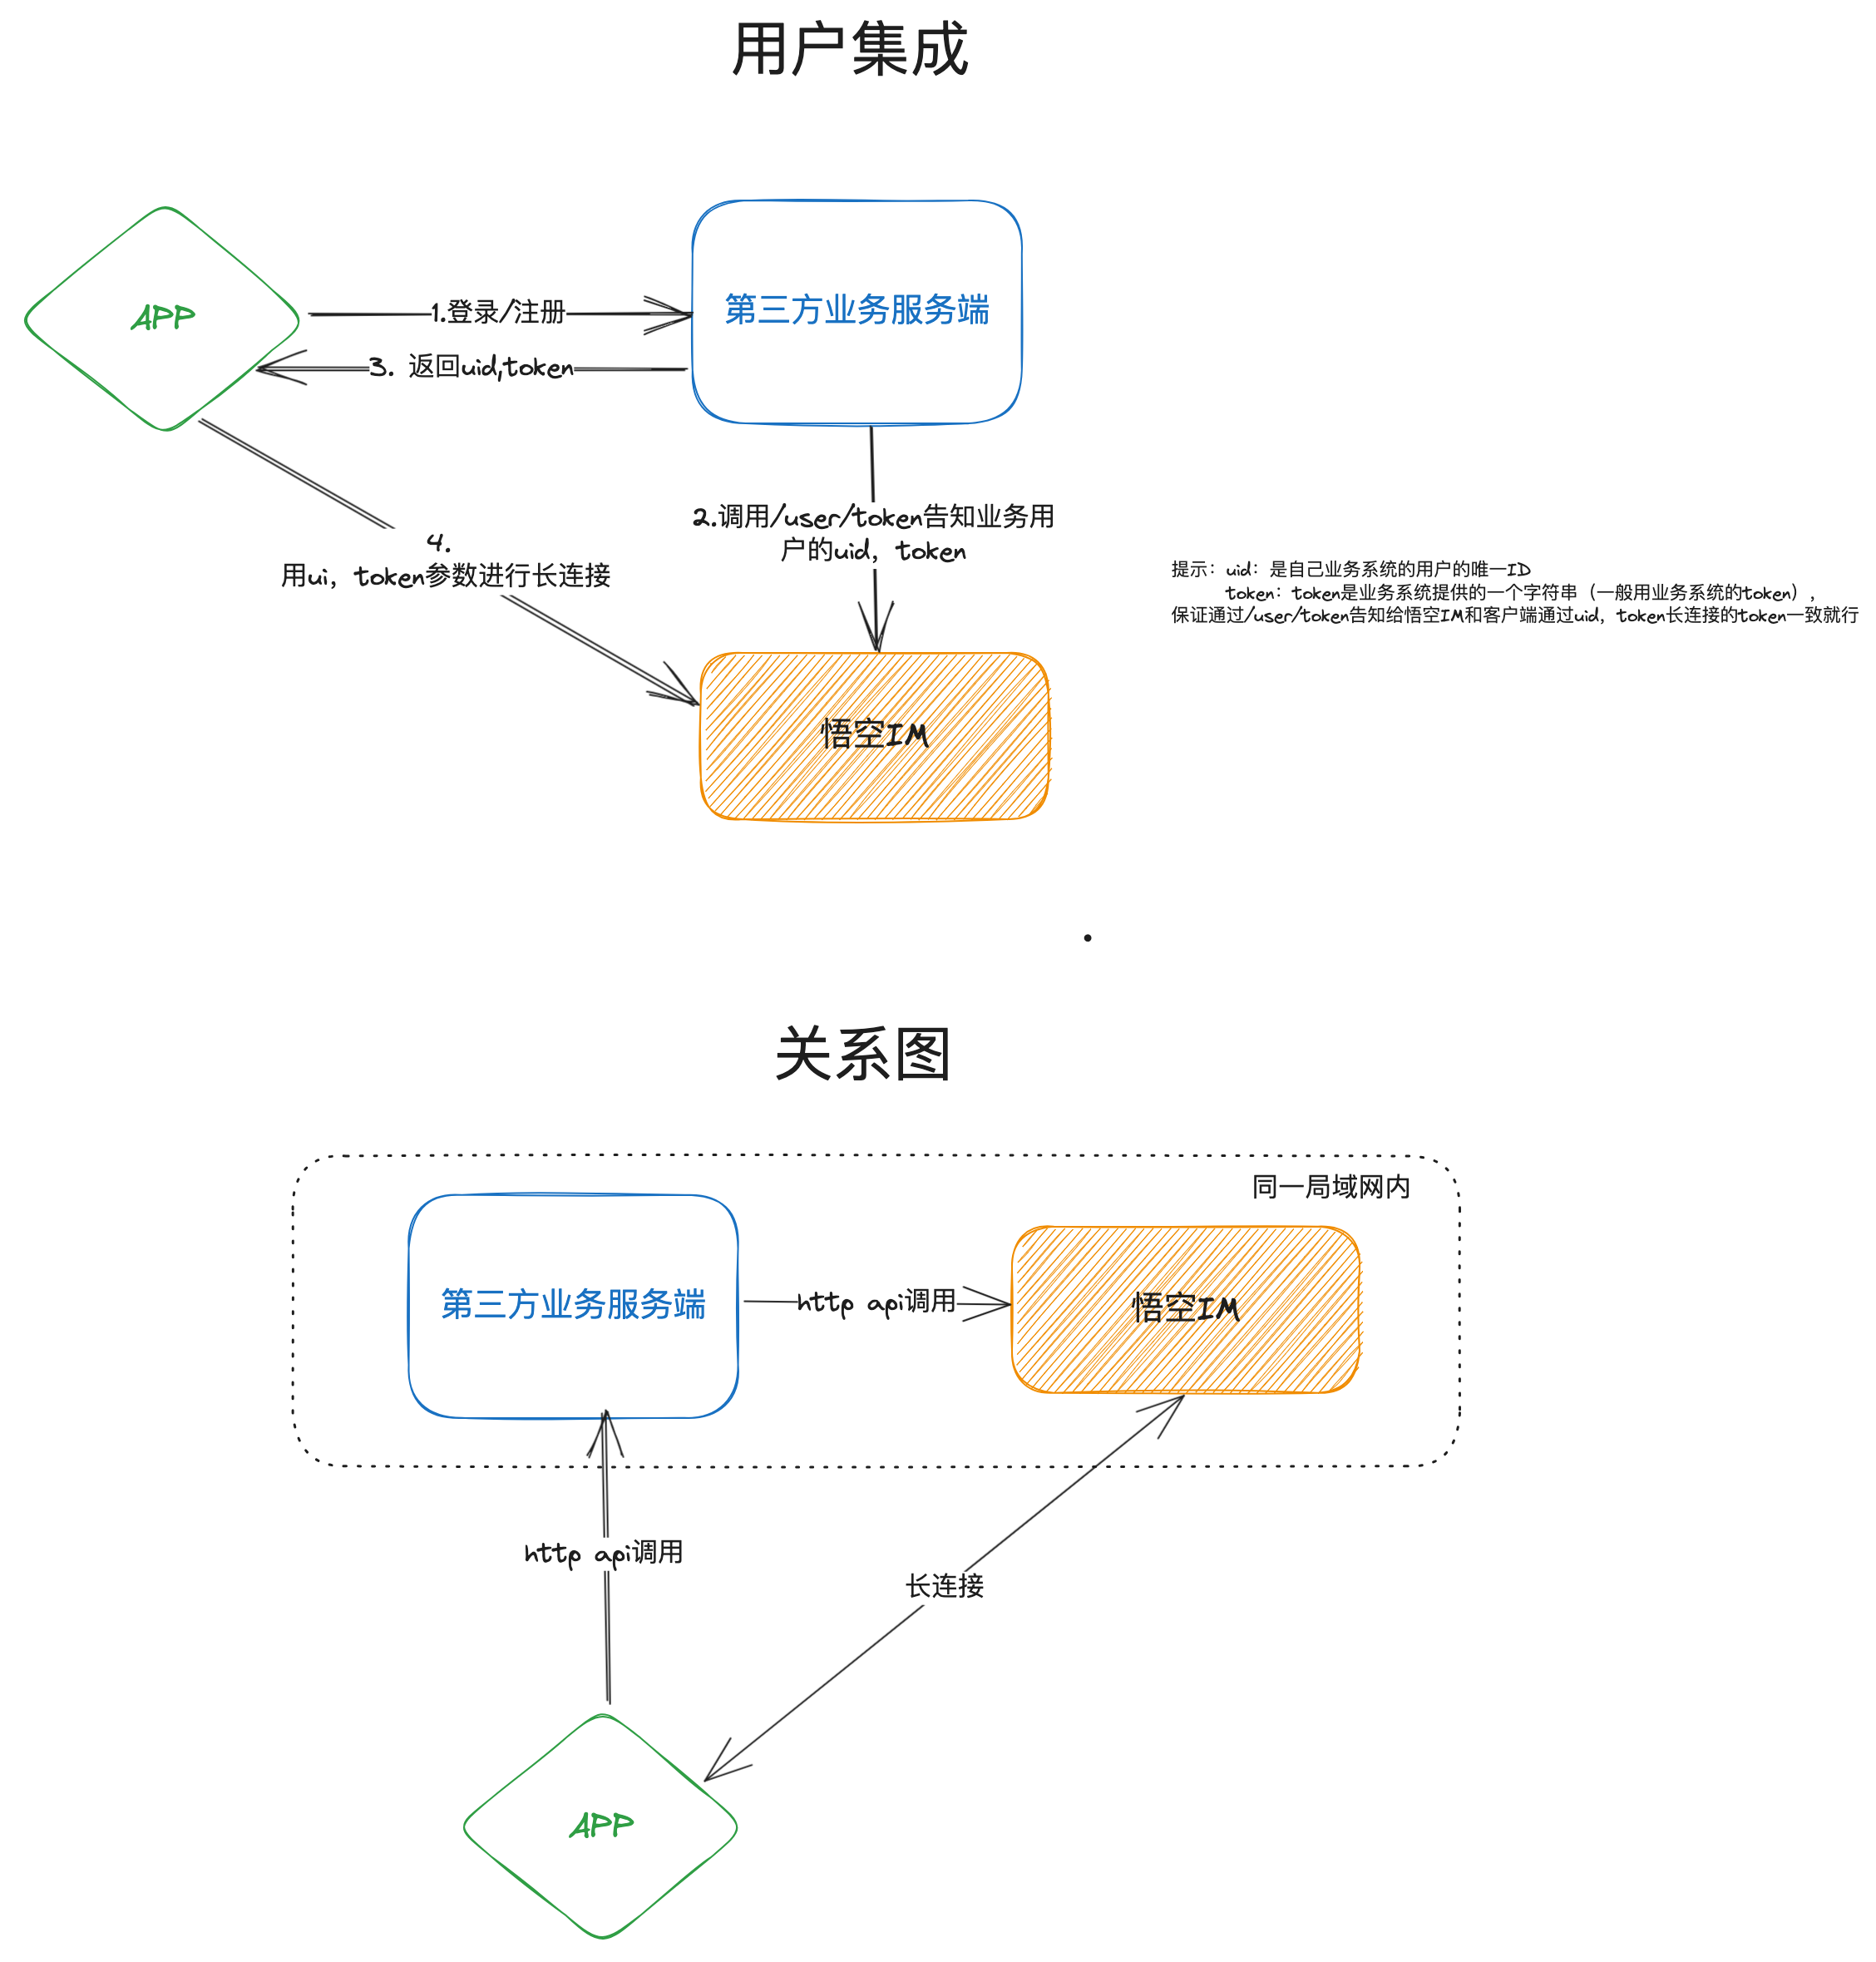 用户集成
APP
1.登录/注册
第三方业务服务端
3. 返回uid,token
2.调用/user/token告知业务用
户的uid，token
4.
用ui，token参数进行长连接
提示：uid：是自己业务系统的用户的唯一ID
token：token是业务系统提供的一个字符串（一般用业务系统的token），
保证通过/user/token告知给悟空IM和客户端通过uid，token长连接的token一致就行
悟空IM
关系图
同一局域网内
第三方业务服务端
http api调用
悟空IM
http api调用
长连接
APP